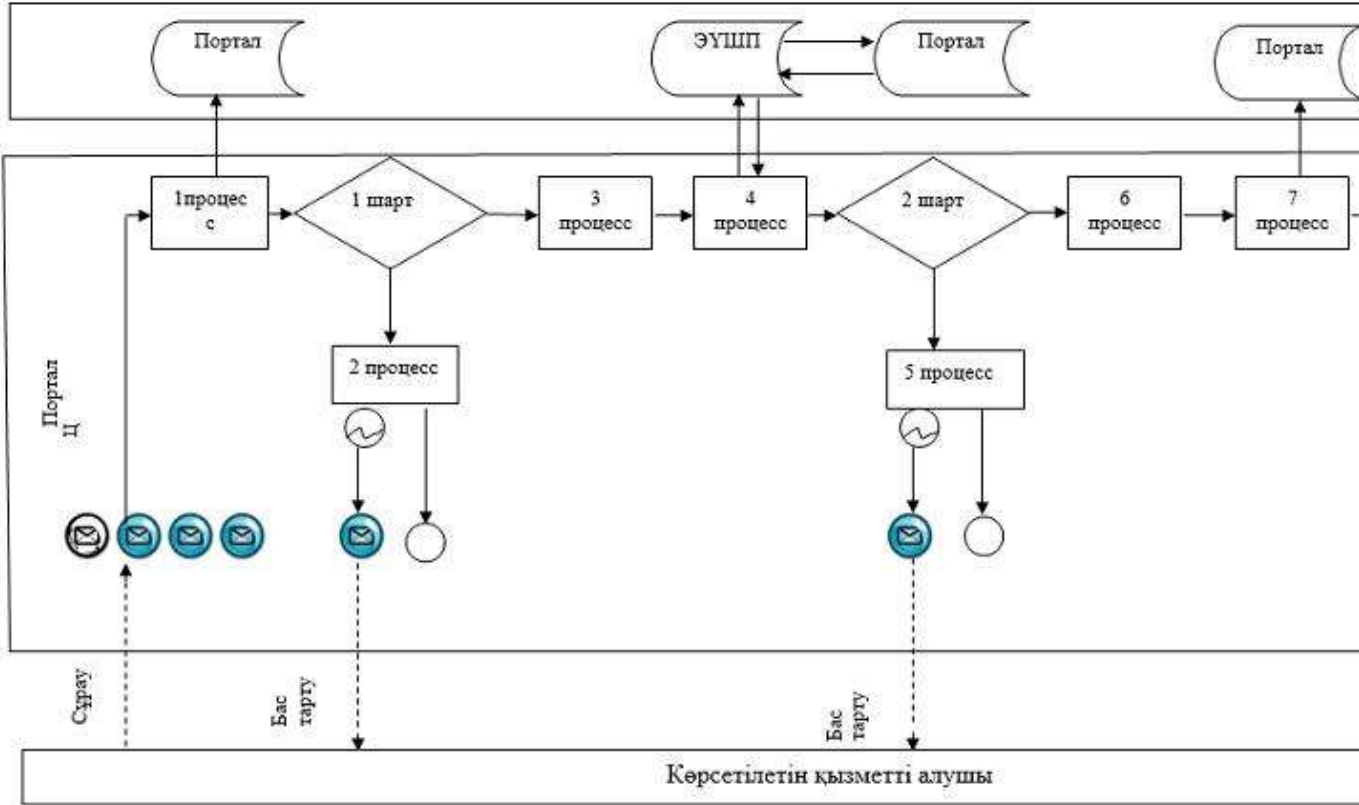 Портал
ЭҮШП
Портал
Портал
1процес
с
1 шарт
3
процесс
4
процесс
2 шарт
6
процесс
7
процесс
2 процесс
5 процесс
Портал
Ц
Сұрау
Бас
тарту
Бас
тарту
Көрсетілетін қызметті алушы